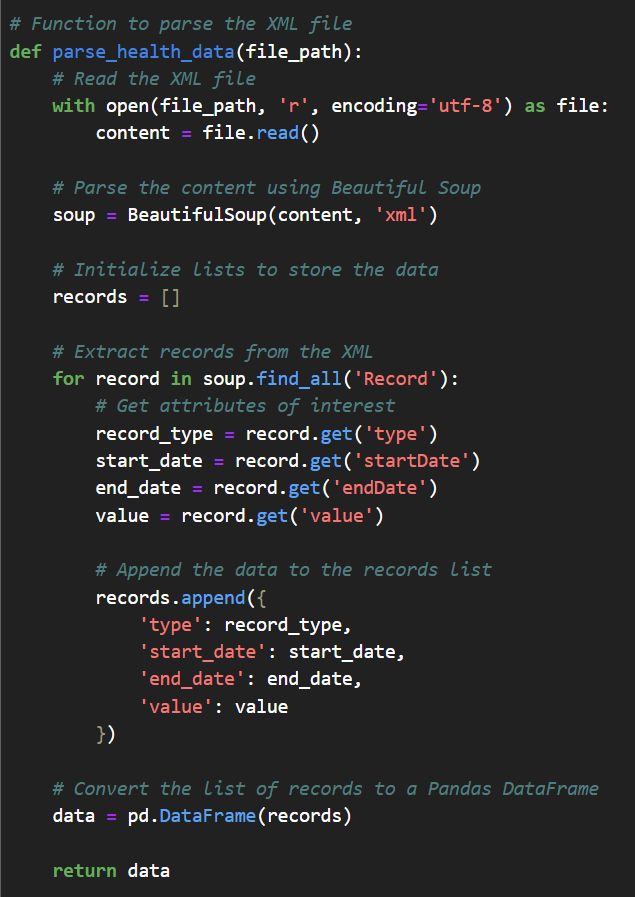 # Function to parse the XML file
def parse_health_data(file_path):
    # Read the XML file
    with open(file_path, 'r', encoding='utf-8') as file:
        content = file.read()

    # Parse the content using Beautiful Soup
    soup = BeautifulSoup(content, 'xml')

    # Initialize lists to store the data
    records = []

    # Extract records from the XML
    for record in soup.find_all('Record'):
        # Get attributes of interest
        record_type = record.get('type')
        start_date = record.get('startDate')
        end_date = record.get('endDate')
        value = record.get('value')

        # Append the data to the records list
        records.append({
            'type': record_type,
            'start_date': start_date,
            'end_date': end_date,
            'value': value
        })

    # Convert the list of records to a Pandas DataFrame
    data = pd.DataFrame(records)

    return data